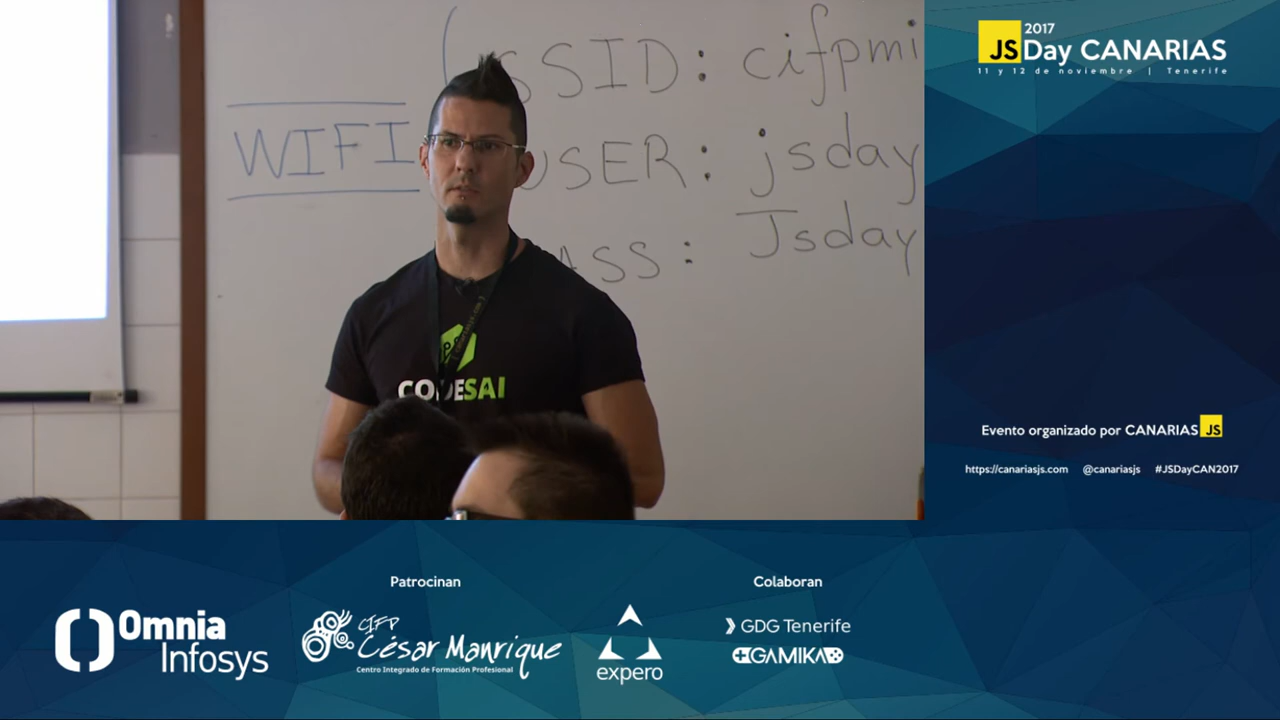 SSID: cifpmi
WIFI
USER: jsday
ASS: Jsday
CODESAI
2017
JSDay CANARIAS
11 y 12 de noviembre | Tenerife
Evento organizado por CANARIAS JS
https://canariasjs.com @canariasjs #JSDayCAN2017
Patrocinan
Colaboran
Omnia
Infosys
CIFP
César Manrique
Centro Integrado de Formación Profesional
expero
GDG Tenerife
GAMIKA